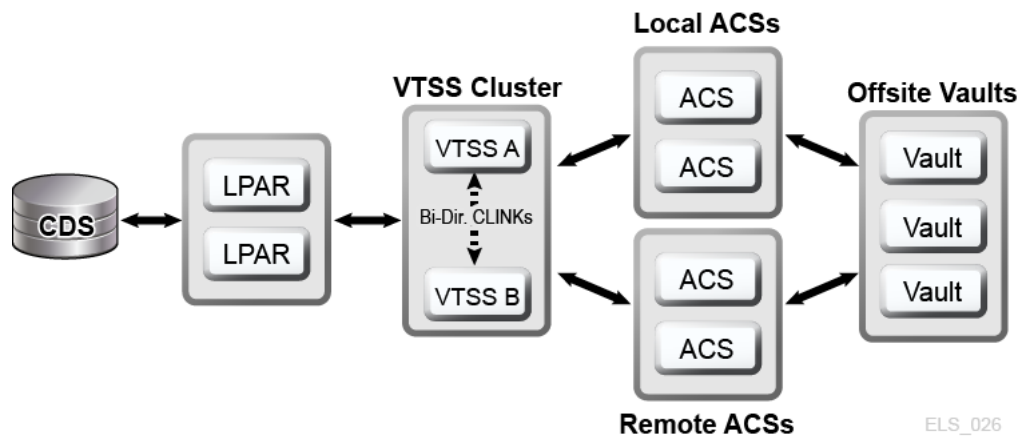 Local ACSs
ACS
ACS
VTSS Cluster
VTSS A
Bi-Dir. CLINKs
VTSS B
Offsite Vaults
Vault
Vault
Vault
LPAR
LPAR
CDS
ACS
ACS
Remote ACSs
ELS_026